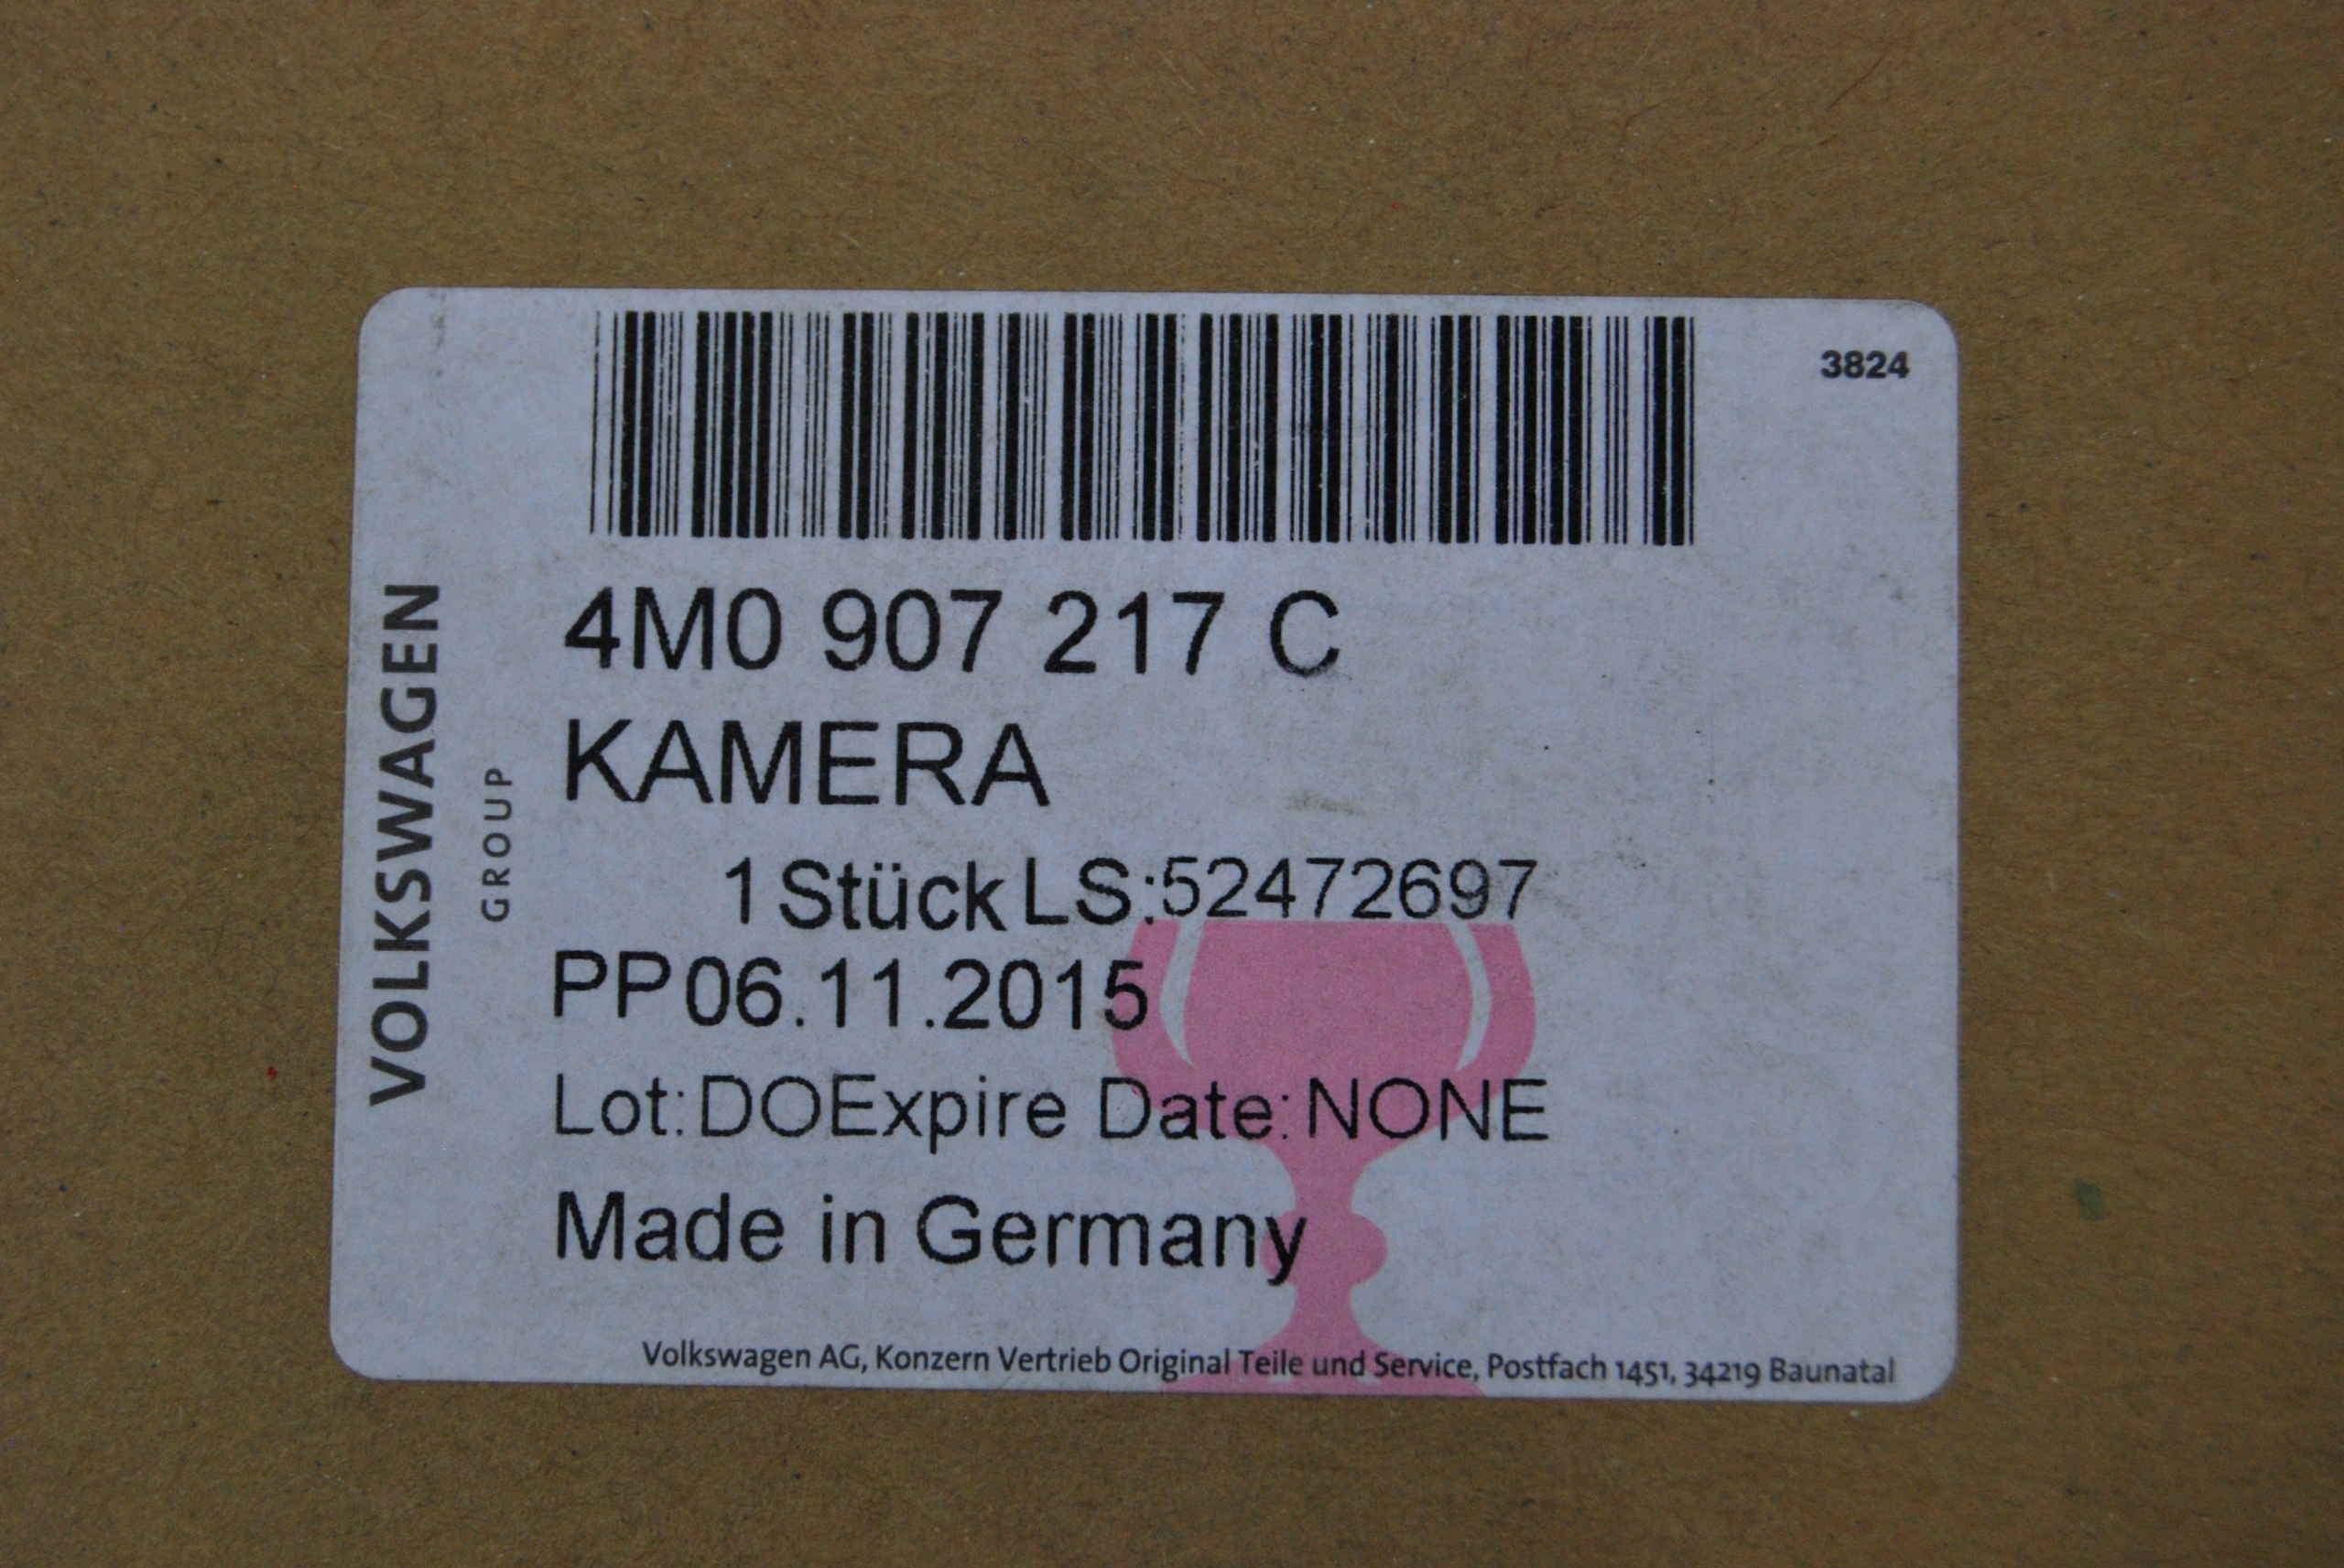 3824
4M0 907 217 C
KAMERA
1 Stück LS:52472697
PP 06.11.2015
Lot:DOExpire Date:NONE
Made in Germany
Volkswagen AG, Konzern Vertrieb Original Teile und Service, Postfach 1451, 34219 Baunatal
VOLKSWAGEN
GROUP